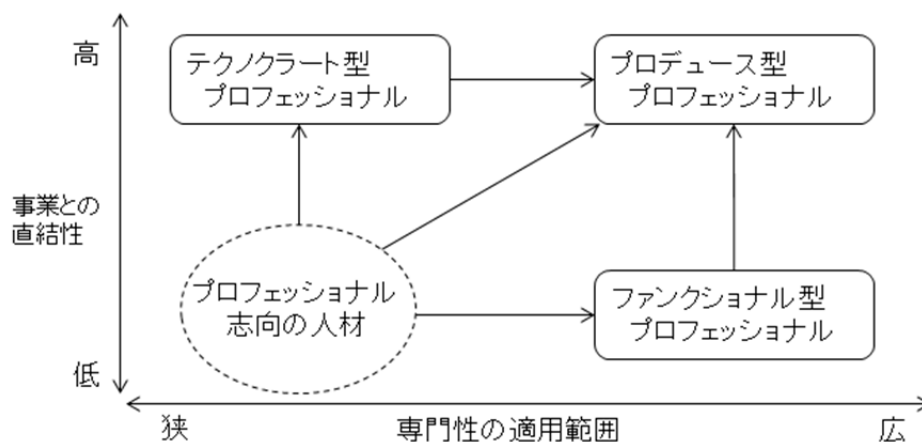 高
テクノクラート型
プロフェッショナル
プロデュース型
プロフェッショナル
事業との
直結性
プロフェッショナル
志向の人材
ファンクショナル型
プロフェッショナル
低
狭
専門性の適用範囲
広